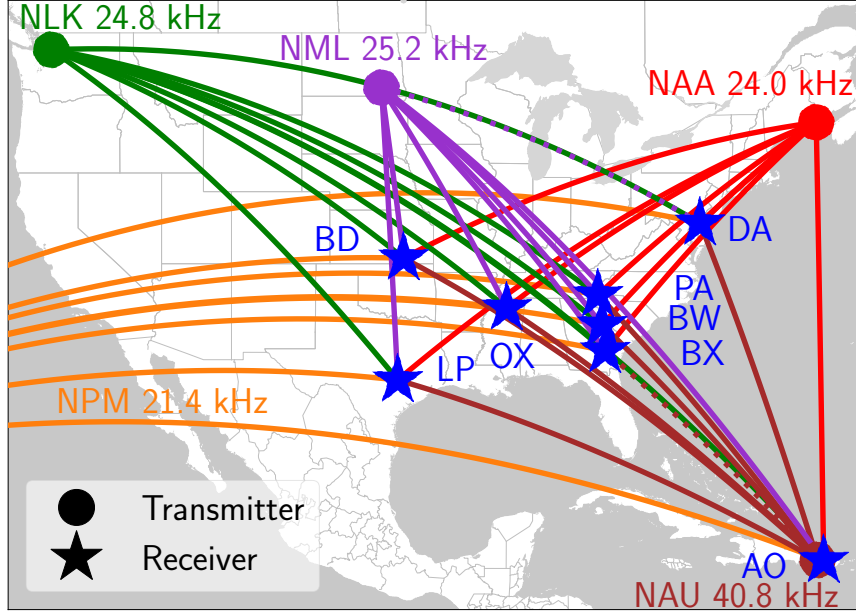 NLK 24.8 kHz
NML 25.2 kHz
NAA 24.0 kHz
BD
DA
PA
BW
OX
BX
LP
NPM 21.4 kHz
Transmitter
Receiver
AO
NAU 40.8 kHz